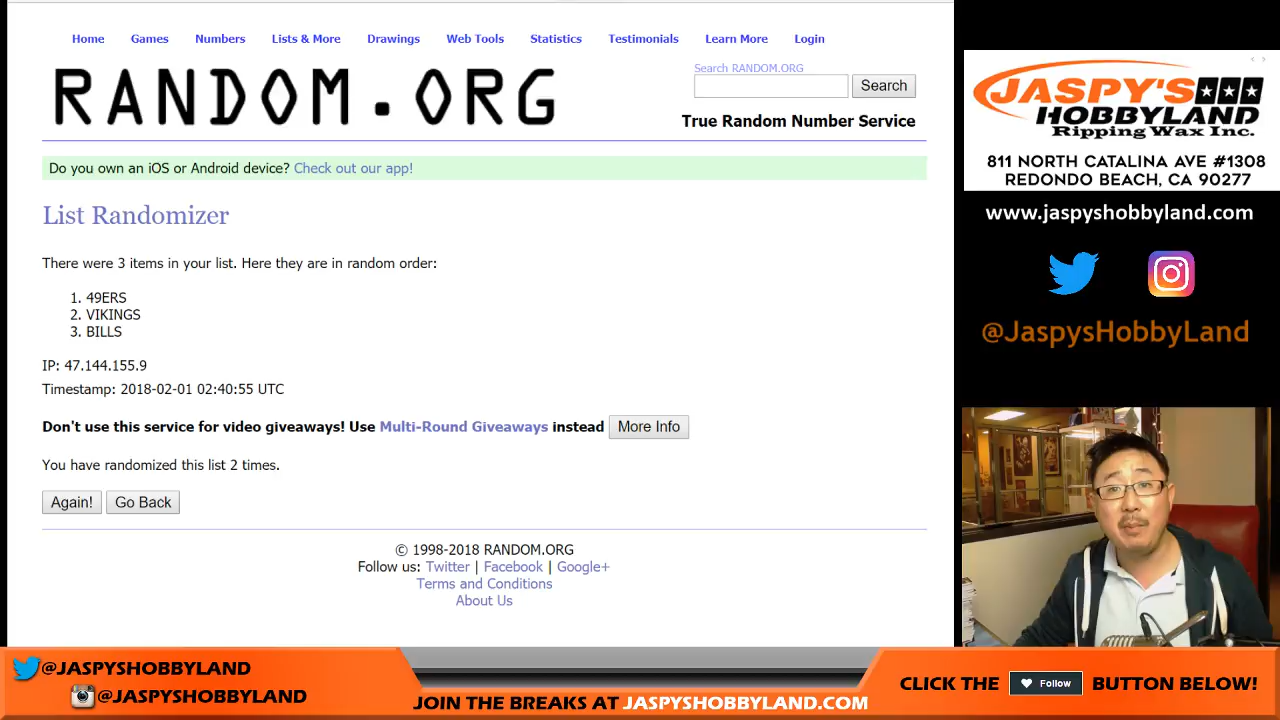 Home Games Numbers Lists & More Drawings Web Tools Statistics Testimonials Learn More Login
RANDOM.ORG
Search RANDOM.ORG
Search
True Random Number Service
Do you own an iOS or Android device? Check out our app!
List Randomizer
There were 3 items in your list. Here they are in random order:
1. 49ERS
2. VIKINGS
3. BILLS
IP: 47.144.155.9
Timestamp: 2018-02-01 02:40:55 UTC
Don't use this service for video giveaways! Use Multi-Round Giveaways instead More Info
You have randomized this list 2 times.
Again! Go Back
© 1998-2018 RANDOM.ORG
Follow us: Twitter | Facebook | Google+
Terms and Conditions
About Us
JASPY'S
HOBBYLAND
Ripping Wax Inc.
811 NORTH CATALINA AVE #1308
REDONDO BEACH, CA 90277
www.jaspyshobbyland.com
@JaspysHobbyLand
@JASPYSHOBBYLAND
@JASPYSHOBBYLAND
JOIN THE BREAKS AT JASPYSHOBBYLAND.COM
CLICK THE Follow BUTTON BELOW!